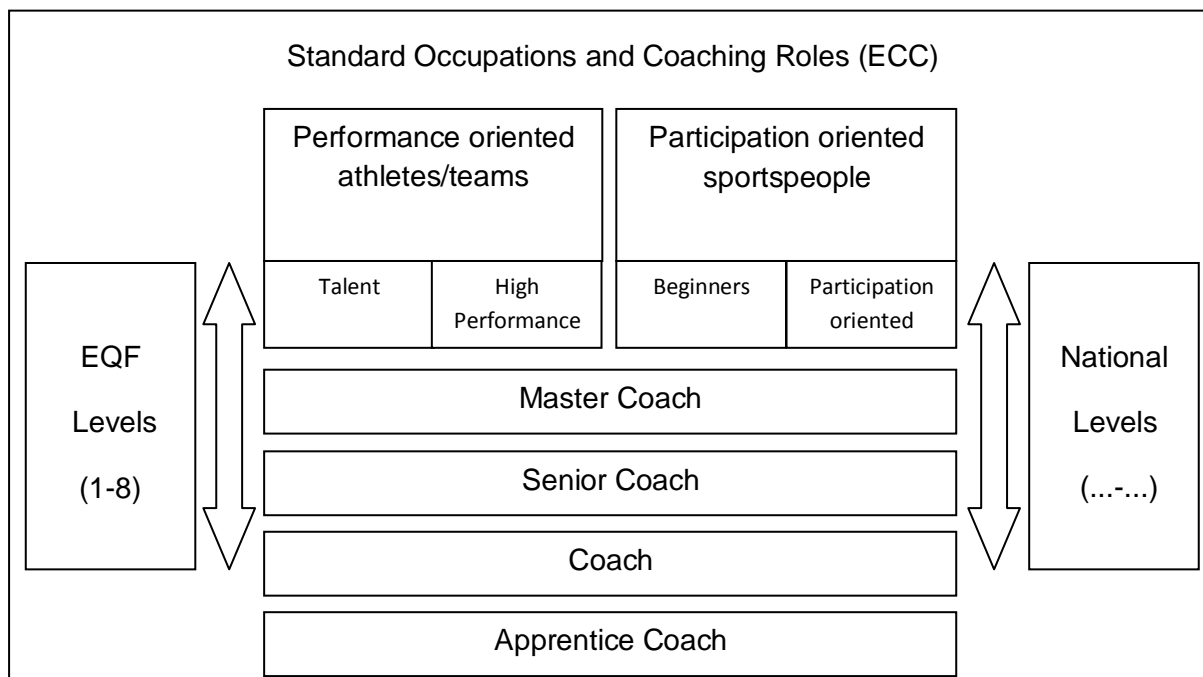 Standard Occupations and Coaching Roles (ECC)
Performance oriented
athletes/teams
Participation oriented
sportspeople
Talent
High
Performance
Beginners
Participation
oriented
EQF
Levels
(1-8)
Master Coach
Senior Coach
Coach
Apprentice Coach
National
Levels
(...-...)